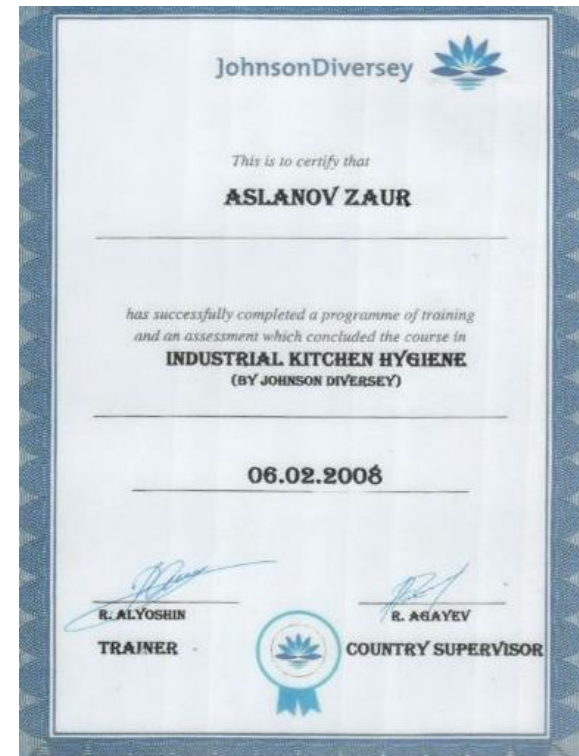 JohnsonDiversey
This is to certify that
ASLANOV ZAUR
has successfully completed a programme of training
and an assessment which concluded the course in
INDUSTRIAL KITCHEN HYGIENE
(BY JOHNSON DIVERSEY)
06.02.2008
R. ALYOSHIN
R. AGAYEV
TRAINER
COUNTRY SUPERVISOR